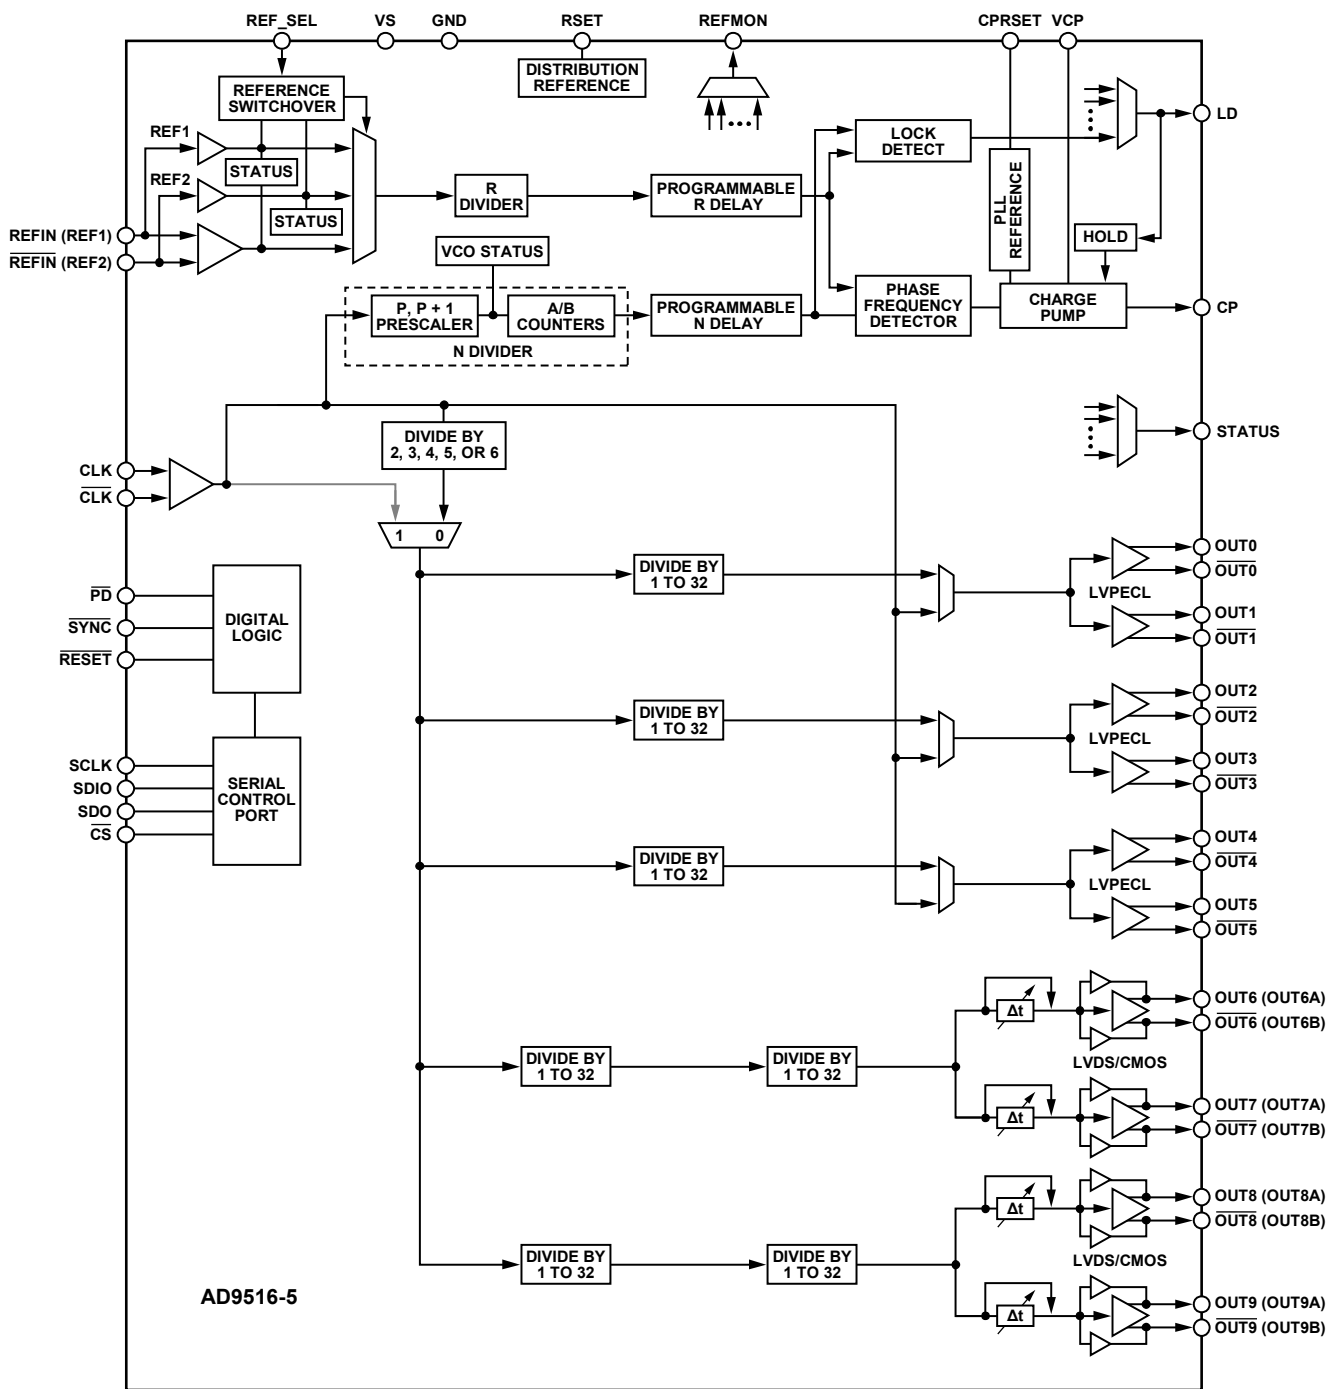 REF_SEL VS GND RSET REFMON CPRSET VCP
DISTRIBUTION
REFERENCE
REFERENCE
SWITCHOVER
REF1
STATUS
REF2
STATUS
REFIN (REF1)
REFIN (REF2)
R
DIVIDER
PROGRAMMABLE
R DELAY
LOCK
DETECT
LD
PLL
REFERENCE
HOLD
VCO STATUS
P, P + 1
PRESCALER
A/B
COUNTERS
N DIVIDER
PROGRAMMABLE
N DELAY
PHASE
FREQUENCY
DETECTOR
CHARGE
PUMP
CP
STATUS
DIVIDE BY
2, 3, 4, 5, OR 6
CLK
CLK
1 0
DIVIDE BY
1 TO 32
LVPECL
OUT0
OUT0
OUT1
OUT1
PD
SYNC
RESET
DIGITAL
LOGIC
DIVIDE BY
1 TO 32
LVPECL
OUT2
OUT2
OUT3
OUT3
SCLK
SDIO
SDO
CS
SERIAL
CONTROL
PORT
DIVIDE BY
1 TO 32
LVPECL
OUT4
OUT4
OUT5
OUT5
DIVIDE BY
1 TO 32
DIVIDE BY
1 TO 32
Δt
Δt
LVDS/CMOS
OUT6 (OUT6A)
OUT6 (OUT6B)
OUT7 (OUT7A)
OUT7 (OUT7B)
DIVIDE BY
1 TO 32
DIVIDE BY
1 TO 32
Δt
Δt
LVDS/CMOS
OUT8 (OUT8A)
OUT8 (OUT8B)
OUT9 (OUT9A)
OUT9 (OUT9B)
AD9516-5